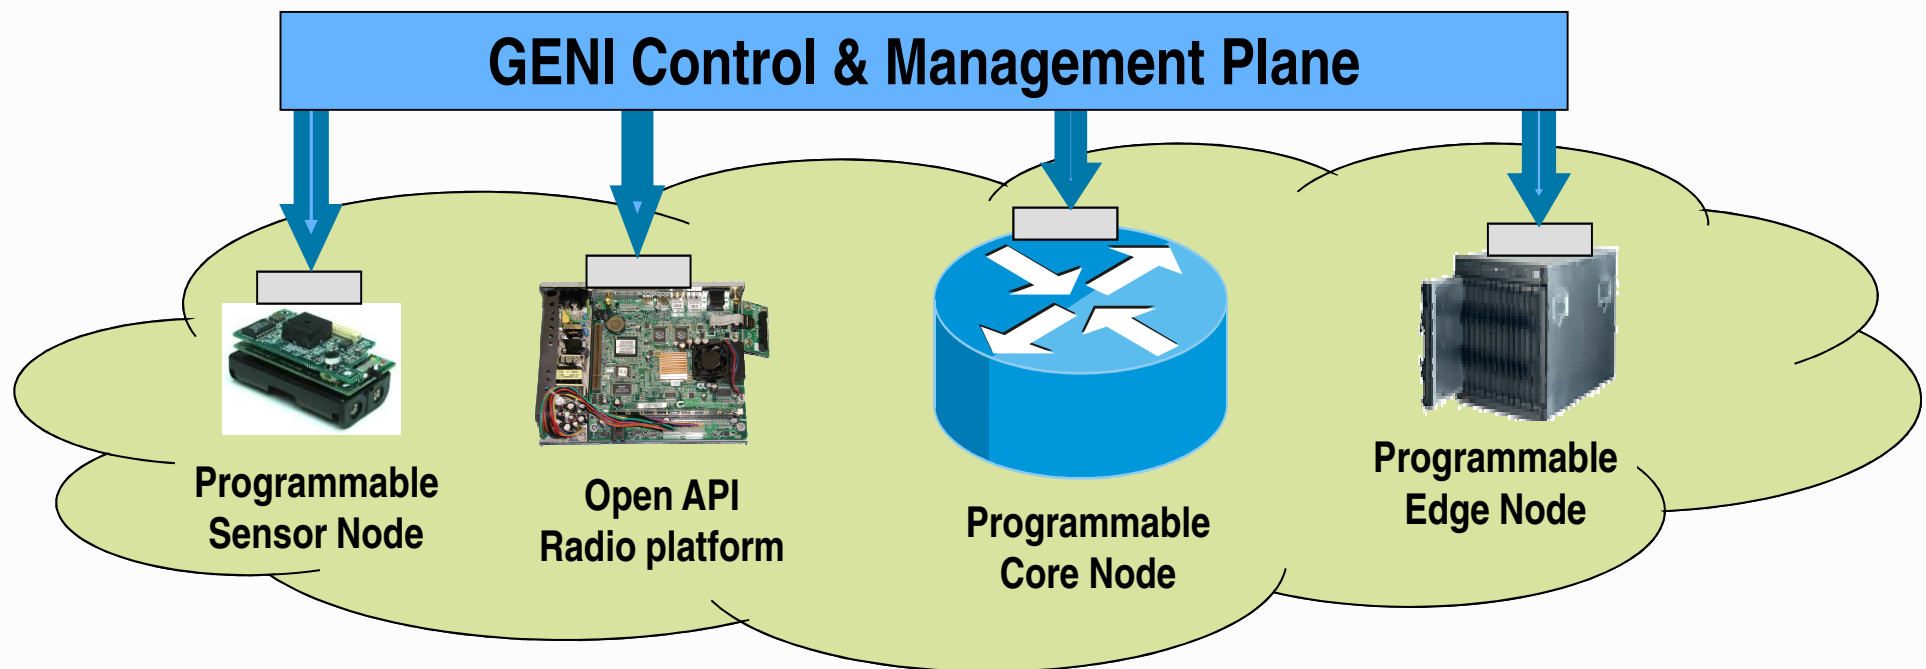 GENI Control & Management Plane
Programmable
Sensor Node
Open API
Radio platform
Programmable
Core Node
Programmable
Edge Node